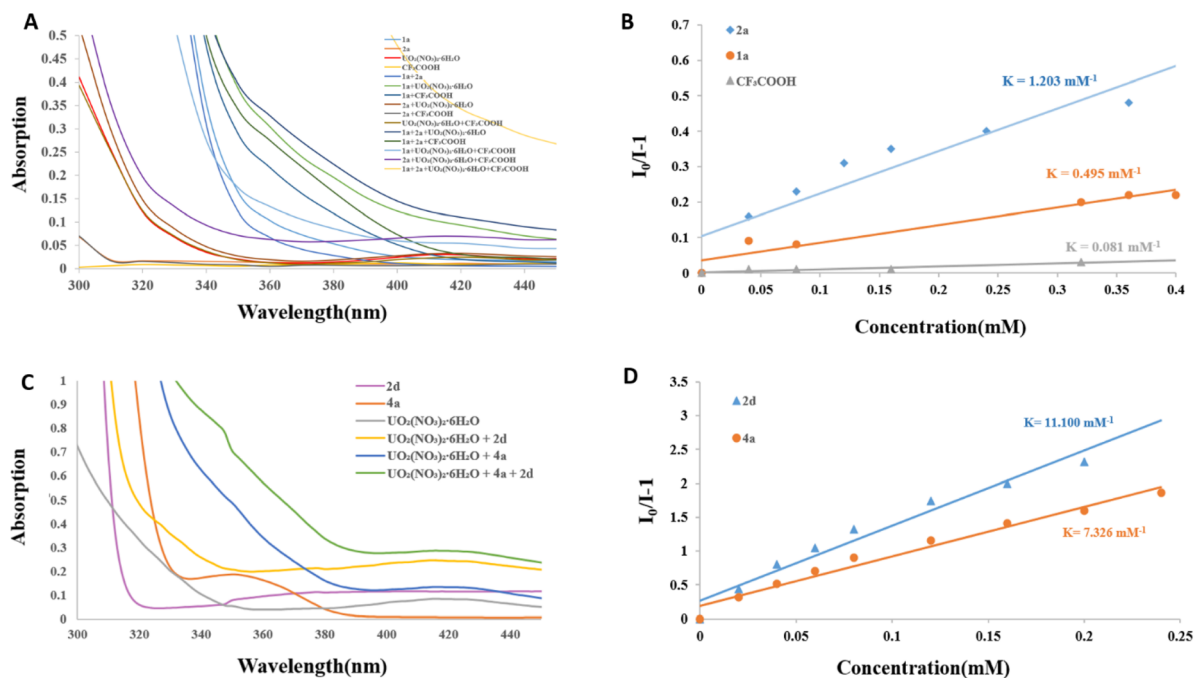 A
Absorption
0.5
0.45
0.4
0.35
0.3
0.25
0.2
0.15
0.1
0.05
0
300
320
340
360
380
400
420
440
Wavelength(nm)
1a
2a
UO₂(NO₃)₂·6H₂O
CF₃COOH
1a+2a
1a+UO₂(NO₃)₂·6H₂O
1a+CF₃COOH
2a+UO₂(NO₃)₂·6H₂O
2a+CF₃COOH
UO₂(NO₃)₂·6H₂O+CF₃COOH
1a+2a+UO₂(NO₃)₂·6H₂O
1a+2a+CF₃COOH
1a+UO₂(NO₃)₂·6H₂O+CF₃COOH
2a+UO₂(NO₃)₂·6H₂O+CF₃COOH
1a+2a+UO₂(NO₃)₂·6H₂O+CF₃COOH
B
I₀/I-1
0.7
0.6
0.5
0.4
0.3
0.2
0.1
0
0
0.05
0.1
0.15
0.2
0.25
0.3
0.35
0.4
Concentration(mM)
2a
1a
CF₃COOH
K = 1.203 mM⁻¹
K = 0.495 mM⁻¹
K = 0.081 mM⁻¹
C
Absorption
1
0.9
0.8
0.7
0.6
0.5
0.4
0.3
0.2
0.1
0
300
320
340
360
380
400
420
440
Wavelength(nm)
2d
4a
UO₂(NO₃)₂·6H₂O
UO₂(NO₃)₂·6H₂O + 2d
UO₂(NO₃)₂·6H₂O + 4a
UO₂(NO₃)₂·6H₂O + 4a + 2d
D
I₀/I-1
3.5
3
2.5
2
1.5
1
0.5
0
0
0.05
0.1
0.15
0.2
0.25
Concentration(mM)
2d
4a
K= 11.100 mM⁻¹
K= 7.326 mM⁻¹